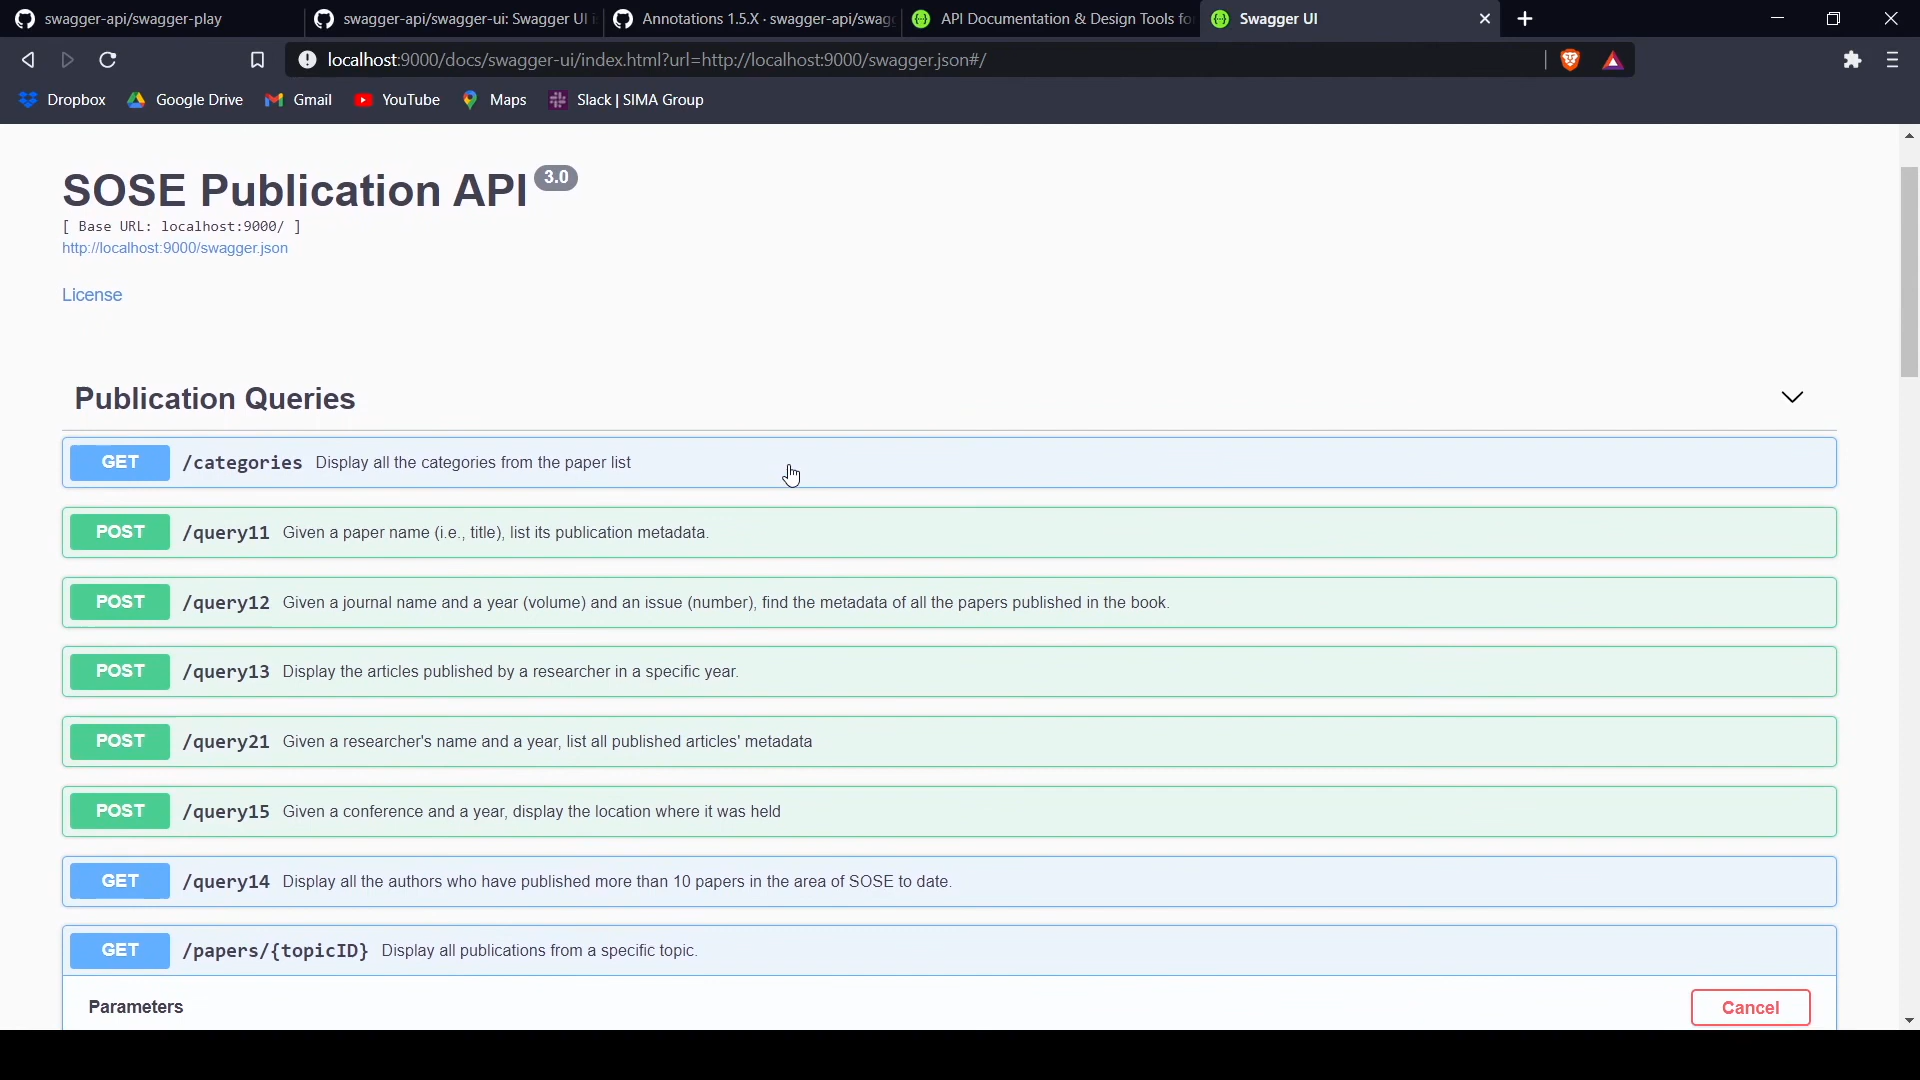 swagger-api/swagger-play
swagger-api/swagger-ui: Swagger UI i
Annotations 1.5.X · swagger-api/swag
API Documentation & Design Tools fo
Swagger UI
localhost:9000/docs/swagger-ui/index.html?url=http://localhost:9000/swagger.json#/
Dropbox
Google Drive
Gmail
YouTube
Maps
Slack | SIMA Group
SOSE Publication API 3.0
[ Base URL: localhost:9000/ ]
http://localhost:9000/swagger.json
License
Publication Queries
GET /categories Display all the categories from the paper list
POST /query11 Given a paper name (i.e., title), list its publication metadata.
POST /query12 Given a journal name and a year (volume) and an issue (number), find the metadata of all the papers published in the book.
POST /query13 Display the articles published by a researcher in a specific year.
POST /query21 Given a researcher's name and a year, list all published articles' metadata
POST /query15 Given a conference and a year, display the location where it was held
GET /query14 Display all the authors who have published more than 10 papers in the area of SOSE to date.
GET /papers/{topicID} Display all publications from a specific topic.
Parameters
Cancel